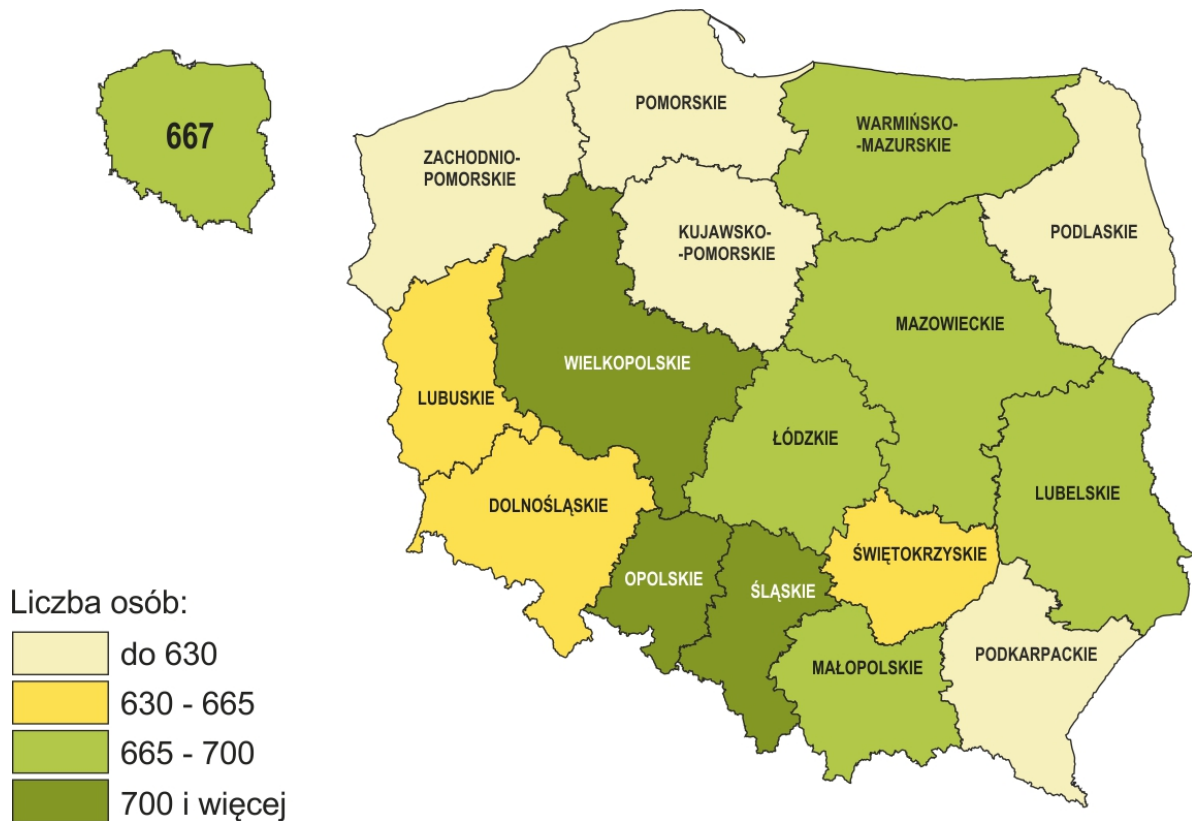 667
POMORSKIE
WARMIŃSKO-
-MAZURSKIE
ZACHODNIO-
POMORSKIE
KUJAWSKO-
-POMORSKIE
PODLASKIE
MAZOWIECKIE
WIELKOPOLSKIE
LUBUSKIE
ŁÓDZKIE
LUBELSKIE
DOLNOŚLĄSKIE
ŚWIĘTOKRZYSKIE
OPOLSKIE
ŚLĄSKIE
PODKARPACKIE
MAŁOPOLSKIE
Liczba osób:
do 630
630 - 665
665 - 700
700 i więcej